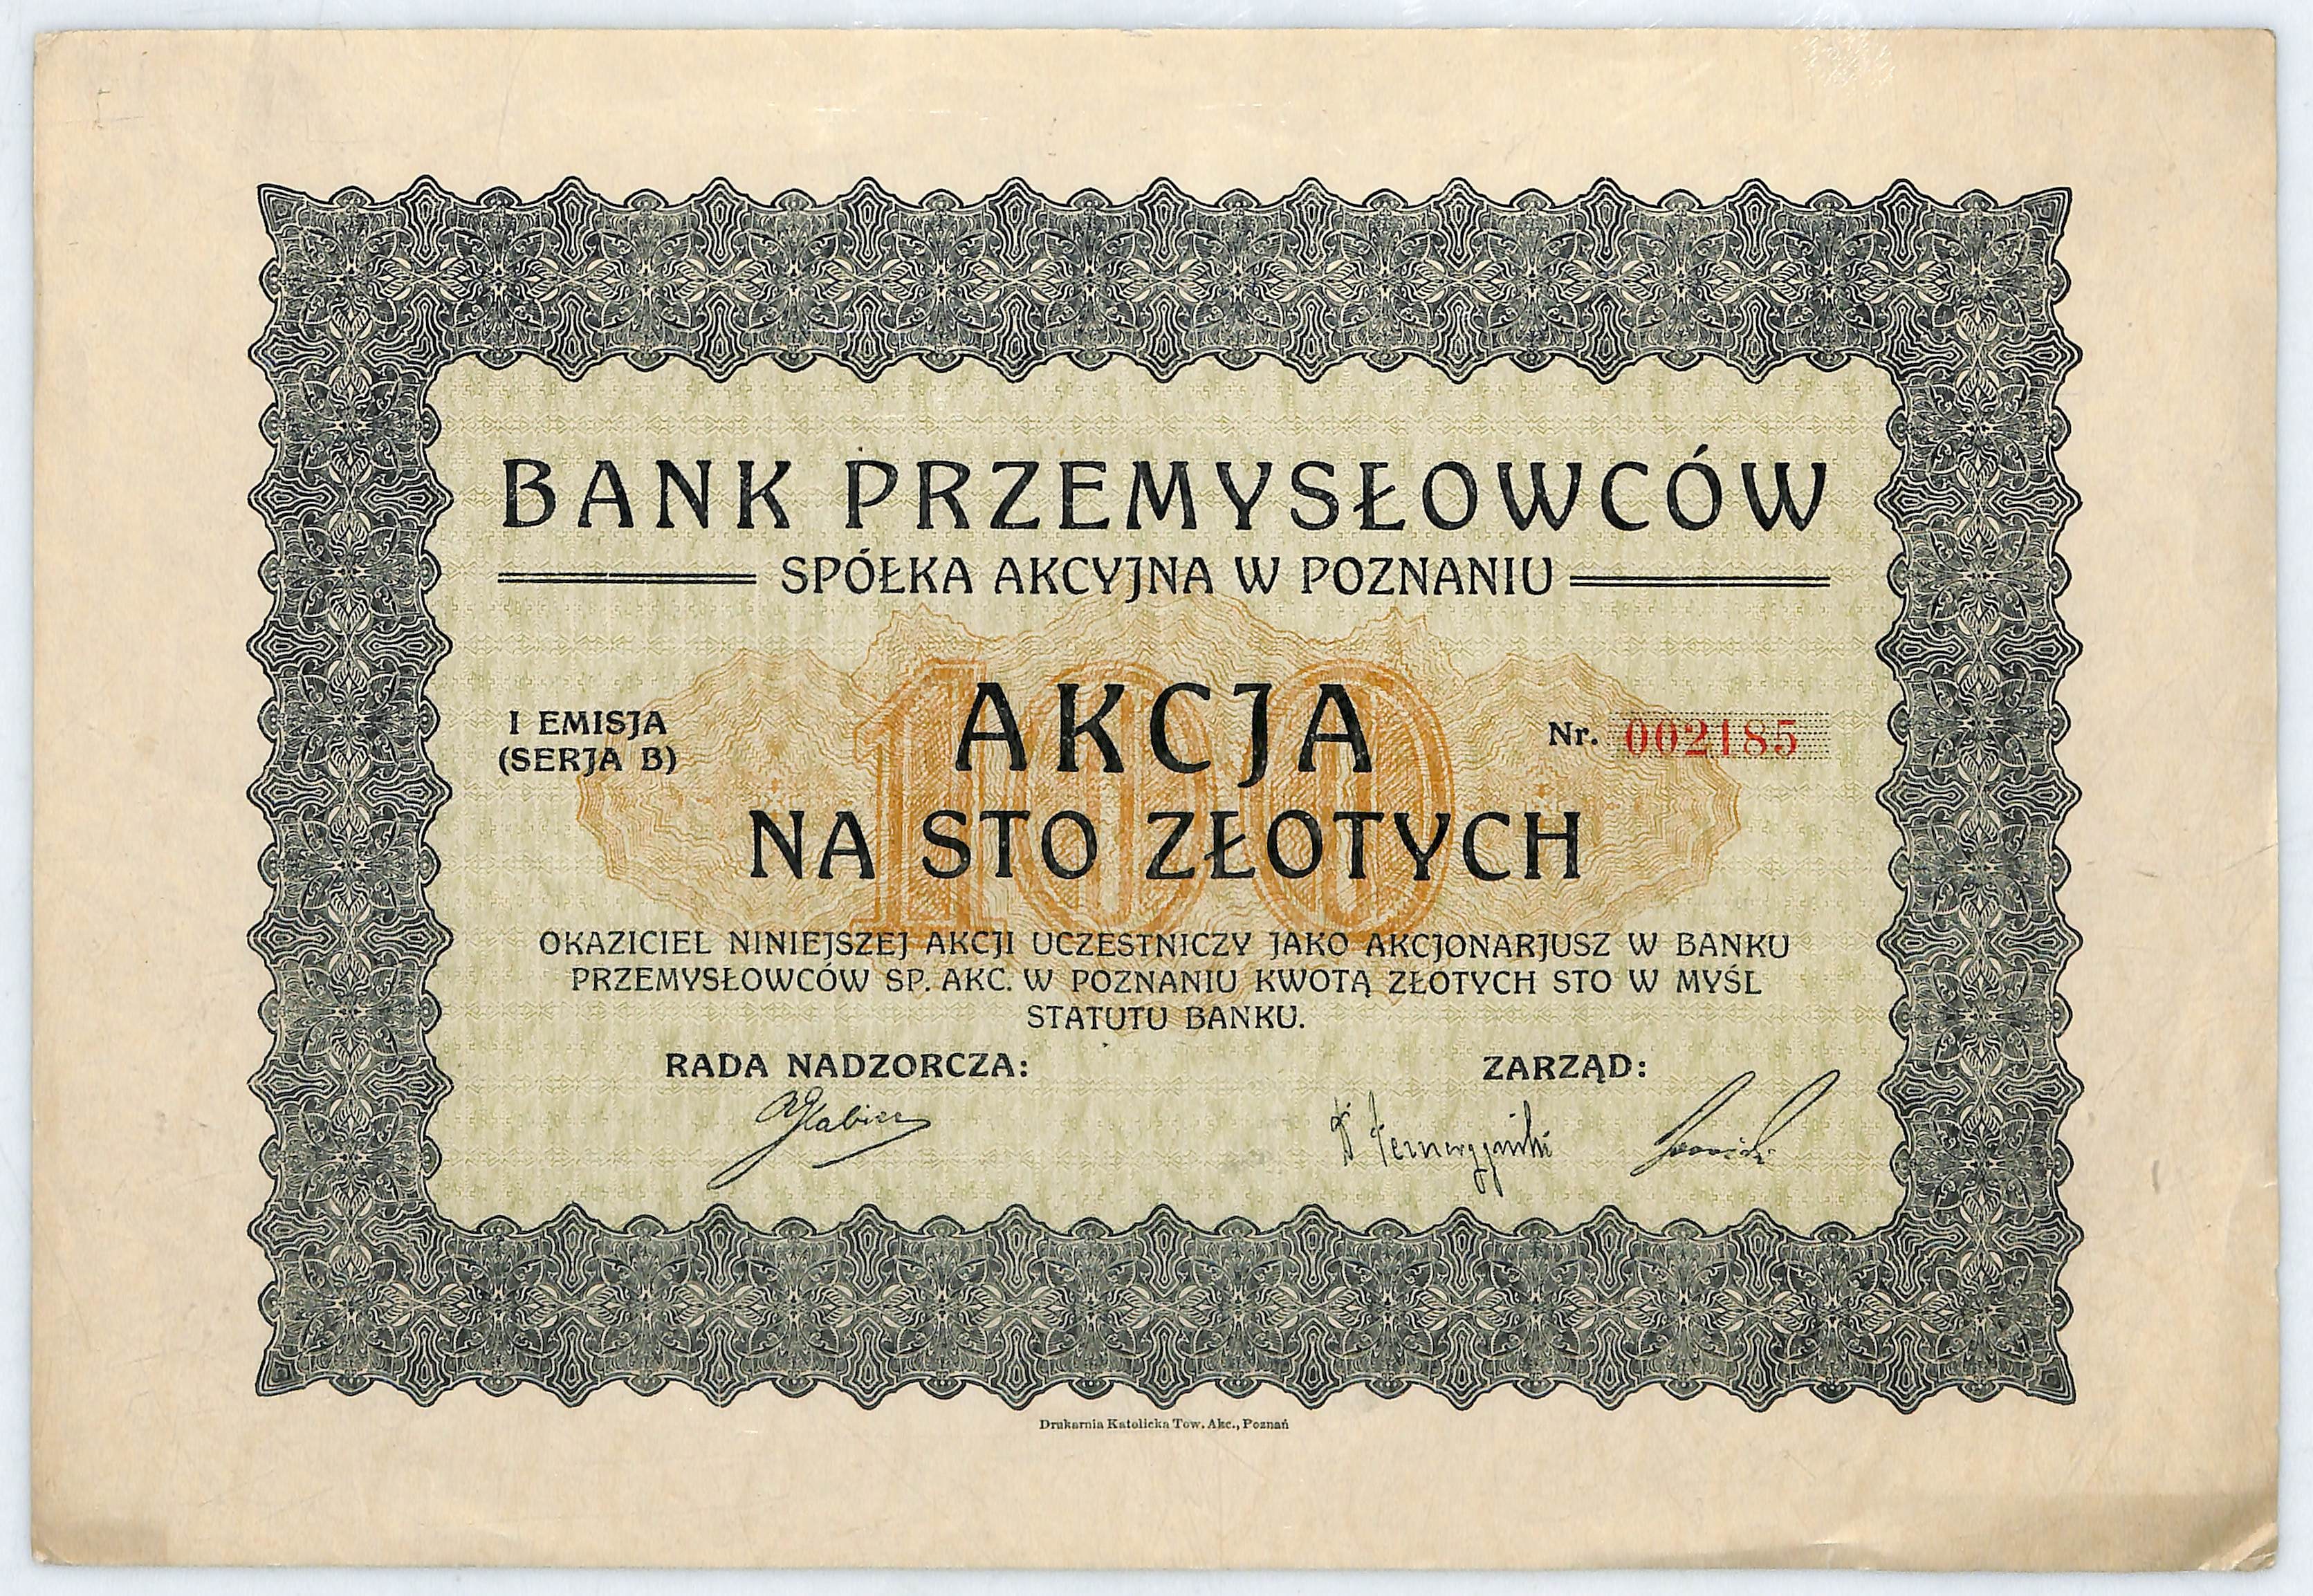 BANK PRZEMYSŁOWCÓW
SPÓŁKA AKCYJNA W POZNANIU
100
I EMISJA
(SERJA B)
AKCJA
Nr. 002185
NA STO ZŁOTYCH
OKAZICIEL NINIEJSZEJ AKCJI UCZESTNICZY JAKO AKCJONARJUSZ W BANKU
PRZEMYSŁOWCÓW SP. AKC. W POZNANIU KWOTĄ ZŁOTYCH STO W MYŚL
STATUTU BANKU.
RADA NADZORCZA:
ZARZĄD:
Drukarnia Katolicka Tow. Akc., Poznań